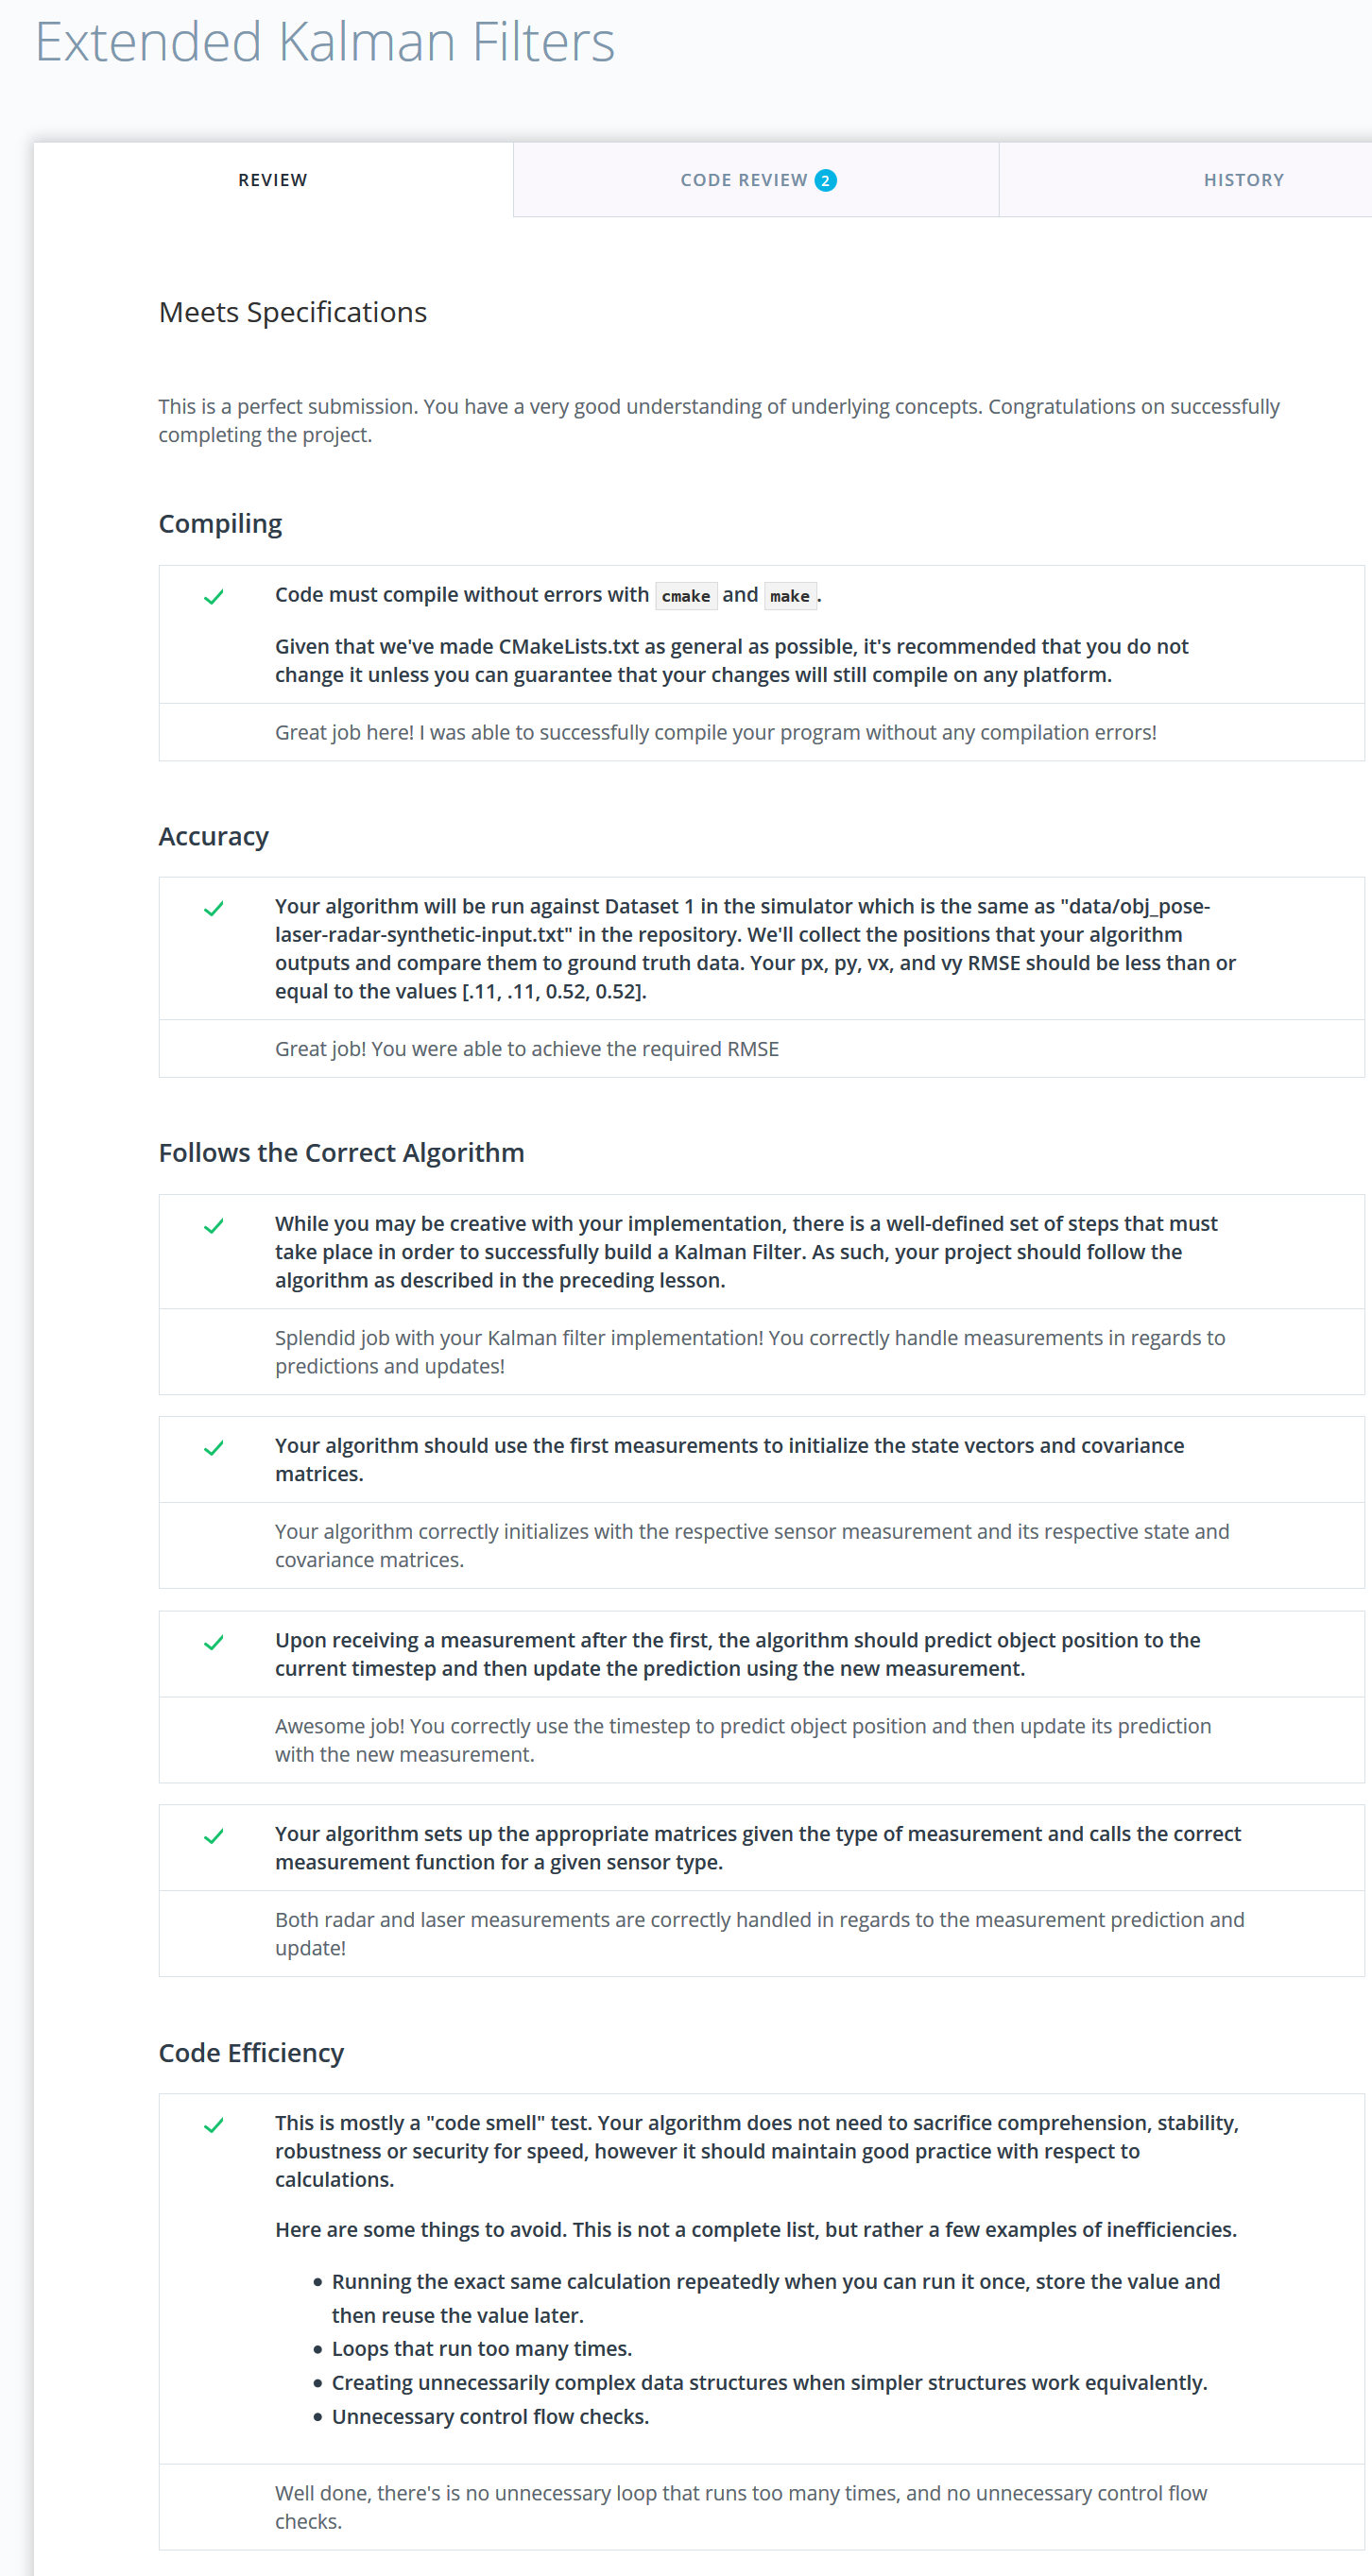 Extended Kalman Filters
REVIEW
CODE REVIEW 2
HISTORY
Meets Specifications
This is a perfect submission. You have a very good understanding of underlying concepts. Congratulations on successfully
completing the project.
Compiling
Code must compile without errors with cmake and make.
Given that we've made CMakeLists.txt as general as possible, it's recommended that you do not
change it unless you can guarantee that your changes will still compile on any platform.
Great job here! I was able to successfully compile your program without any compilation errors!
Accuracy
Your algorithm will be run against Dataset 1 in the simulator which is the same as "data/obj_pose-
laser-radar-synthetic-input.txt" in the repository. We'll collect the positions that your algorithm
outputs and compare them to ground truth data. Your px, py, vx, and vy RMSE should be less than or
equal to the values [.11, .11, 0.52, 0.52].
Great job! You were able to achieve the required RMSE
Follows the Correct Algorithm
While you may be creative with your implementation, there is a well-defined set of steps that must
take place in order to successfully build a Kalman Filter. As such, your project should follow the
algorithm as described in the preceding lesson.
Splendid job with your Kalman filter implementation! You correctly handle measurements in regards to
predictions and updates!
Your algorithm should use the first measurements to initialize the state vectors and covariance
matrices.
Your algorithm correctly initializes with the respective sensor measurement and its respective state and
covariance matrices.
Upon receiving a measurement after the first, the algorithm should predict object position to the
current timestep and then update the prediction using the new measurement.
Awesome job! You correctly use the timestep to predict object position and then update its prediction
with the new measurement.
Your algorithm sets up the appropriate matrices given the type of measurement and calls the correct
measurement function for a given sensor type.
Both radar and laser measurements are correctly handled in regards to the measurement prediction and
update!
Code Efficiency
This is mostly a "code smell" test. Your algorithm does not need to sacrifice comprehension, stability,
robustness or security for speed, however it should maintain good practice with respect to
calculations.
Here are some things to avoid. This is not a complete list, but rather a few examples of inefficiencies.
• Running the exact same calculation repeatedly when you can run it once, store the value and
then reuse the value later.
• Loops that run too many times.
• Creating unnecessarily complex data structures when simpler structures work equivalently.
• Unnecessary control flow checks.
Well done, there's is no unnecessary loop that runs too many times, and no unnecessary control flow
checks.